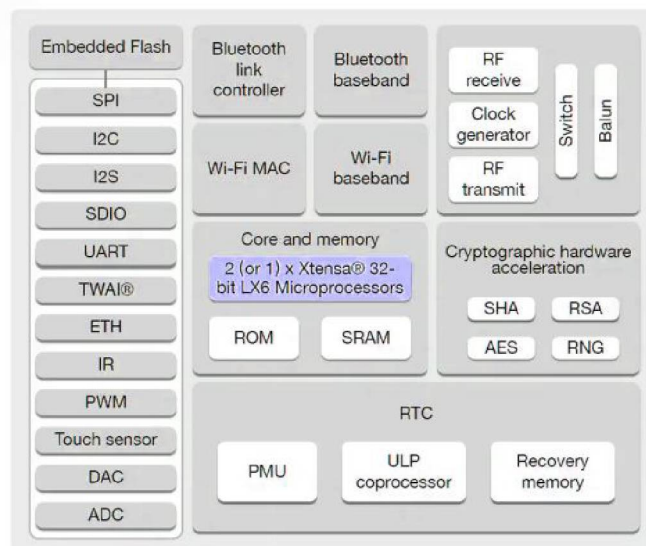 Embedded Flash
SPI
I2C
I2S
SDIO
UART
TWAI®
ETH
IR
PWM
Touch sensor
DAC
ADC
Bluetooth
link
controller
Bluetooth
baseband
Wi-Fi MAC
Wi-Fi
baseband
RF
receive
Clock
generator
RF
transmit
Switch
Balun
Core and memory
2 (or 1) x Xtensa® 32-
bit LX6 Microprocessors
ROM
SRAM
Cryptographic hardware
acceleration
SHA
RSA
AES
RNG
RTC
PMU
ULP
coprocessor
Recovery
memory